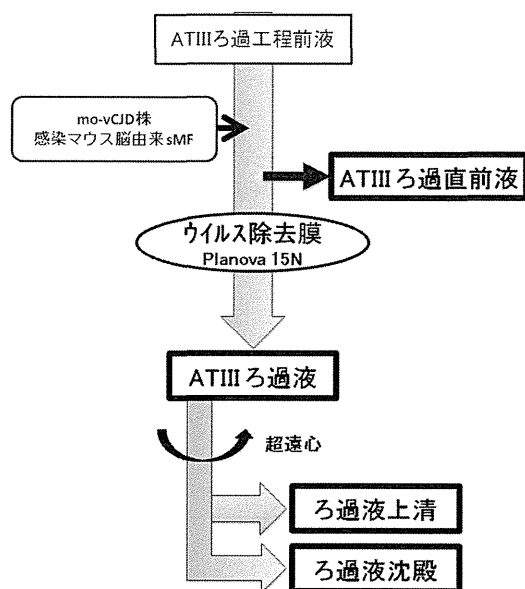 ATIIIろ過工程前液
mo-vCJD株
感染マウス脳由来sMF
ATIIIろ過直前液
ウイルス除去膜
Planova 15N
ATIIIろ過液
超遠心
ろ過液上清
ろ過液沈殿